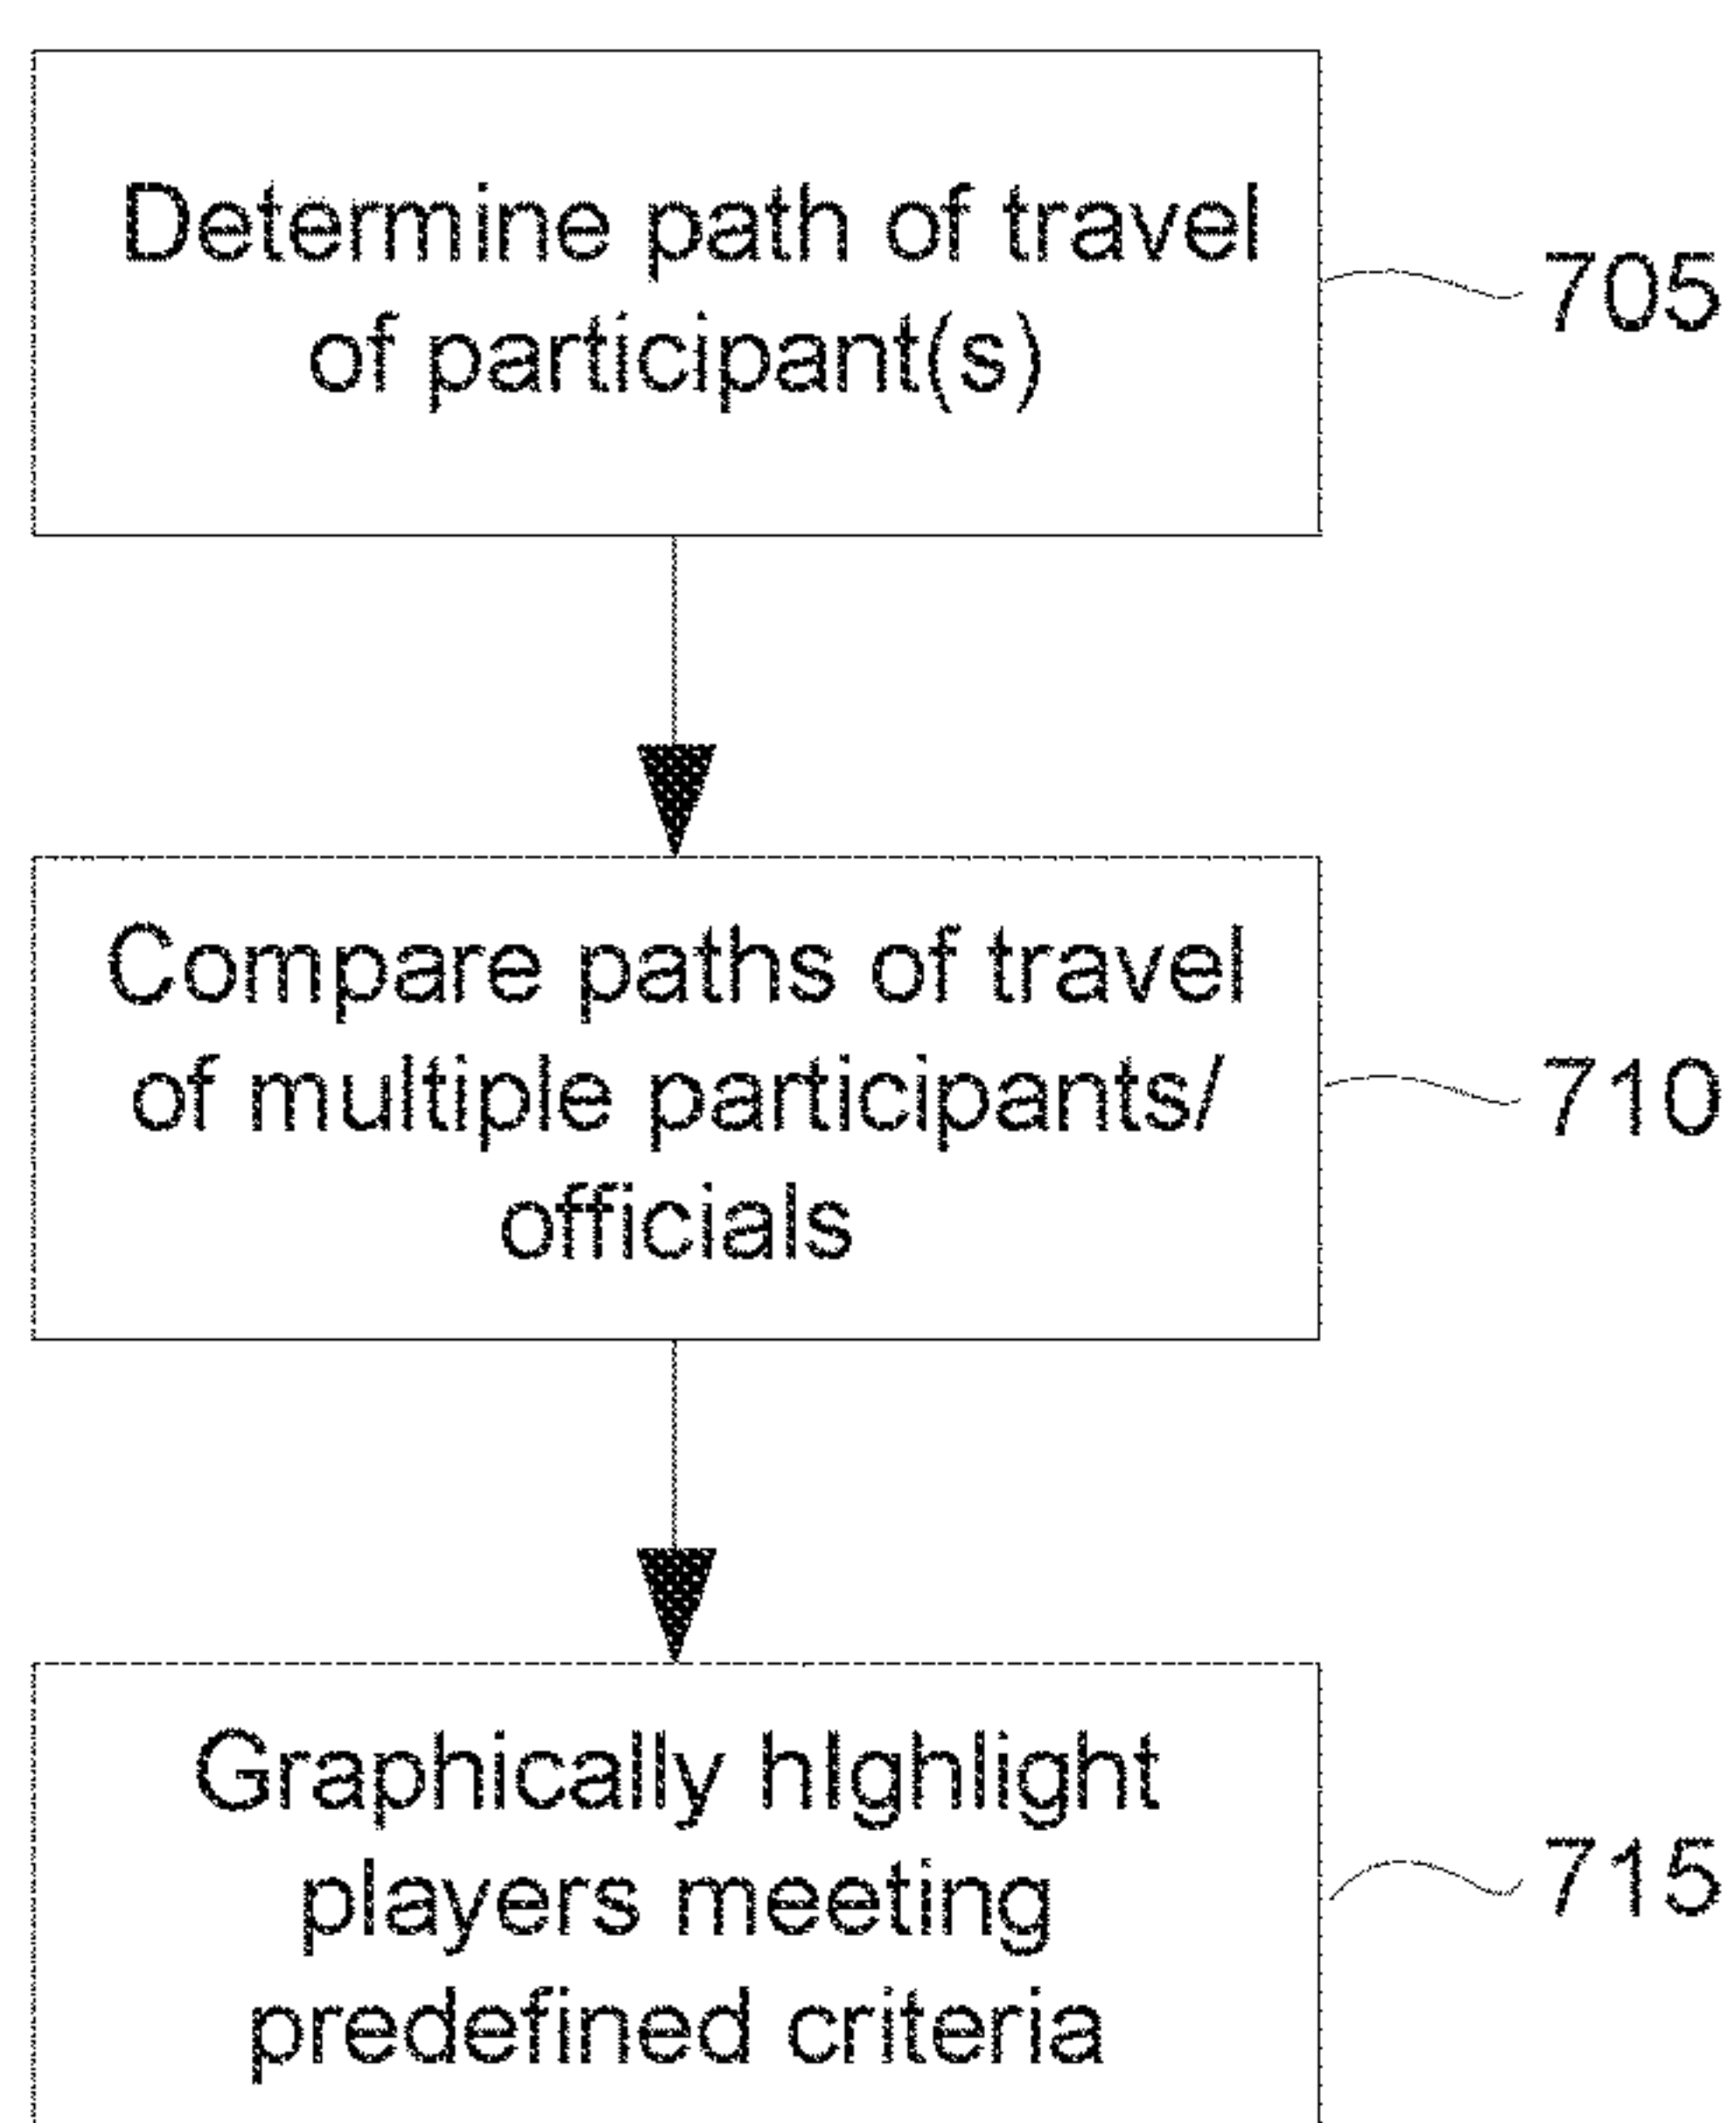 Determine path of travel
of participant(s)
705
Compare paths of travel
of multiple participants/
officials
710
Graphically hIghlight
players meeting
predefined criteria
715